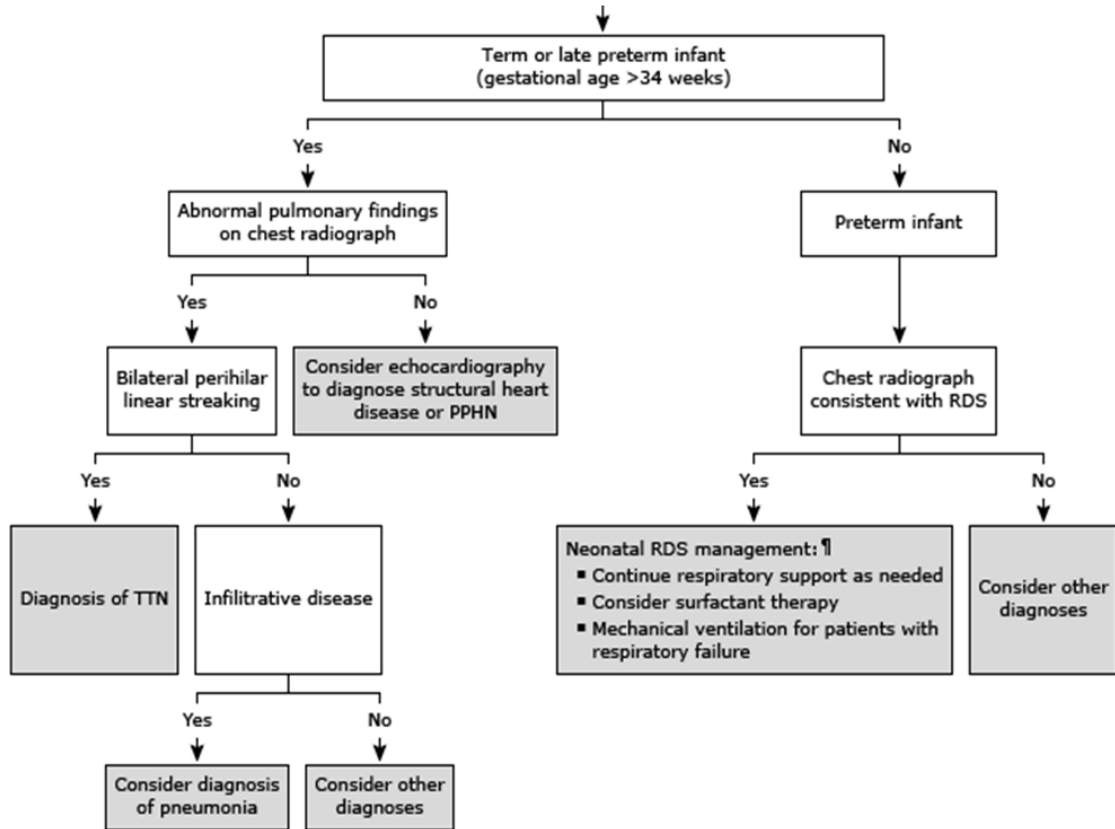 Term or late preterm infant
(gestational age >34 weeks)
Yes
No
Abnormal pulmonary findings
on chest radiograph
Preterm infant
Yes
No
Bilateral perihilar
linear streaking
Consider echocardiography
to diagnose structural heart
disease or PPHN
Chest radiograph
consistent with RDS
Yes
No
Yes
No
Diagnosis of TTN
Infilitrative disease
Neonatal RDS management: ¶
▪ Continue respiratory support as needed
▪ Consider surfactant therapy
▪ Mechanical ventilation for patients with
respiratory failure
Consider other
diagnoses
Yes
No
Consider diagnosis
of pneumonia
Consider other
diagnoses